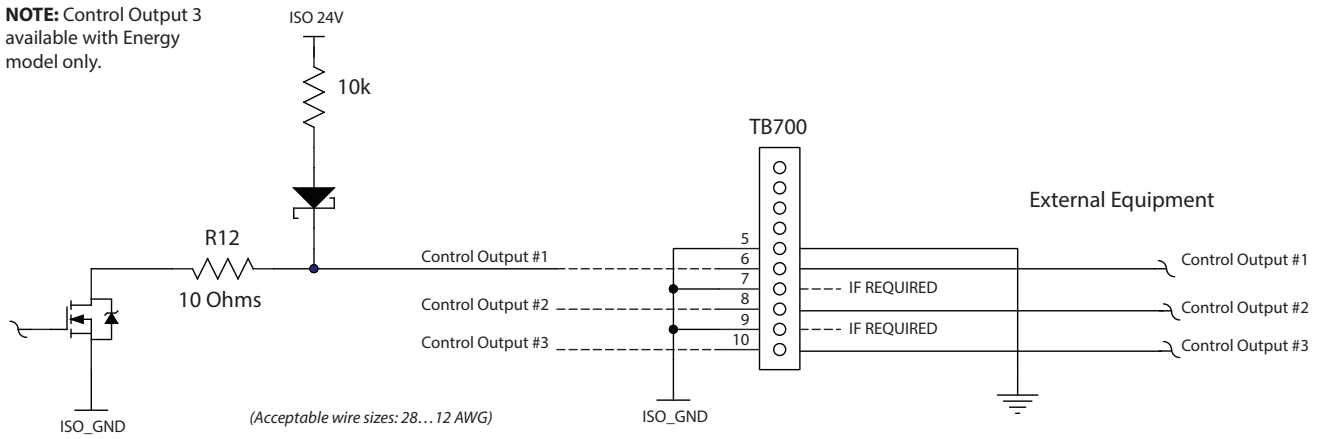 NOTE: Control Output 3
available with Energy
model only.
ISO 24V
10k
TB700
External Equipment
R12
10 Ohms
Control Output #1
Control Output #2
Control Output #3
5
6
7
8
9
10
IF REQUIRED
IF REQUIRED
Control Output #1
Control Output #2
Control Output #3
ISO_GND
(Acceptable wire sizes: 28…12 AWG)
ISO_GND